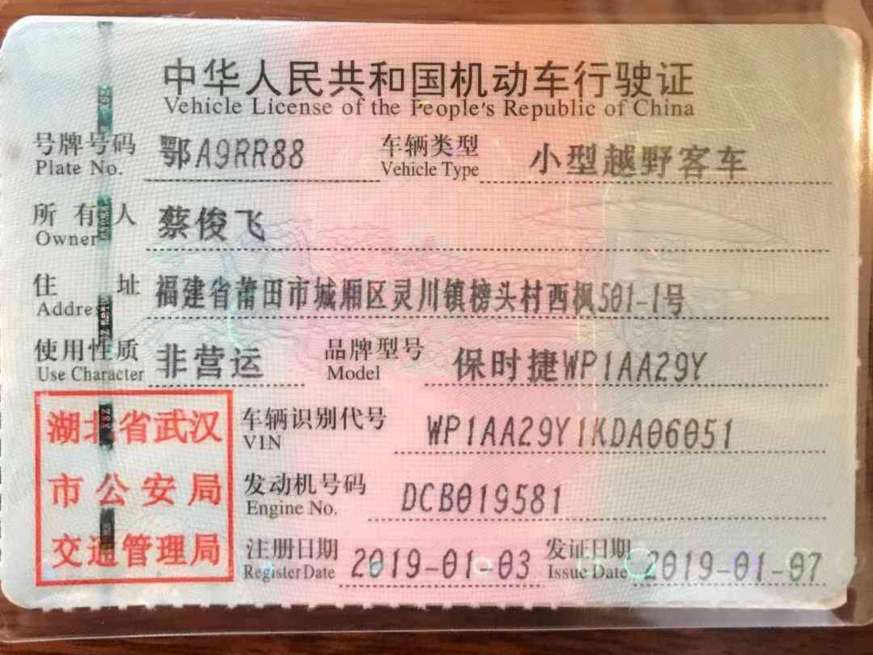 中华人民共和国机动车行驶证
Vehicle License of the People's Republic of China
号牌号码 鄂A9RR88 车辆类型 小型越野客车
Plate No. Vehicle Type
所有人 蔡俊飞
Owner
住址 福建省莆田市城厢区灵川镇榜头村西枫501-1号
Address
使用性质 非营运 品牌型号 保时捷WP1AA29Y
Use Character Model
湖北省武汉 车辆识别代号 WP1AA29Y1KDA06051
VIN
市公安局 发动机号码 DCB019581
Engine No.
交通管理局 注册日期 2019-01-03 发证日期 2019-01-07
Register Date Issue Date